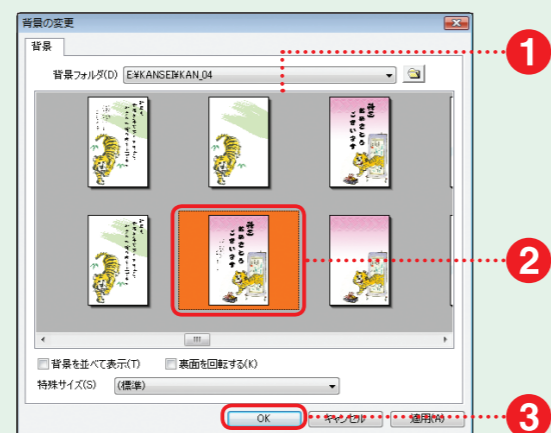 背景の変更
1
背景
背景フォルダ(D) E:¥KANSEI¥KAN_04
2
背景を並べて表示(T) 裏面を回転する(K)
特殊サイズ(S) (標準)
OK キャンセル 適用(A)
3